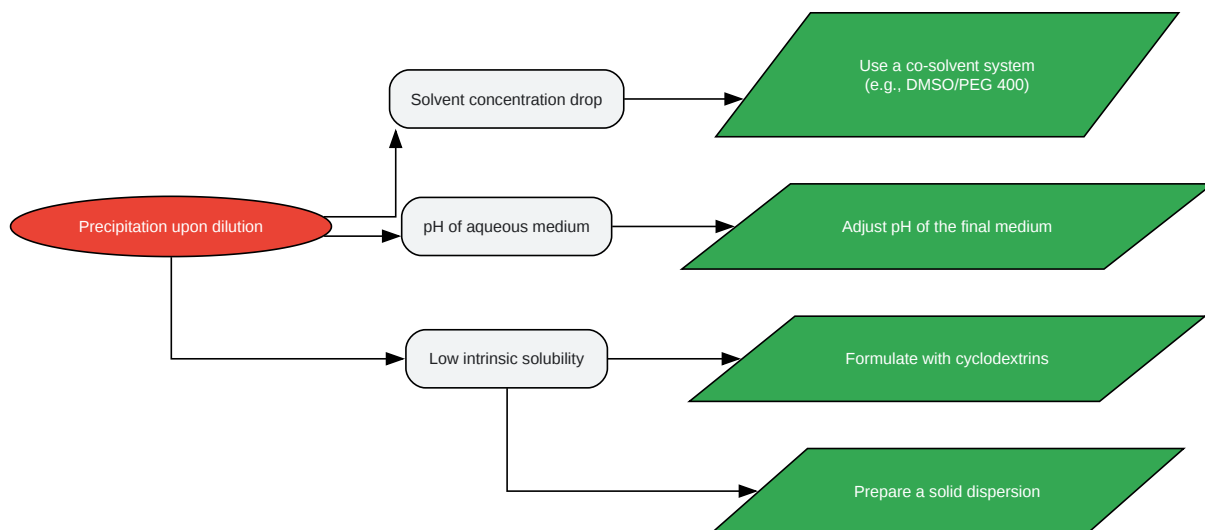 Use a co-solvent system
(e.g., DMSO/PEG 400)
Solvent concentration drop
Precipitation upon dilution
pH of aqueous medium
Adjust pH of the final medium
Low intrinsic solubility
Formulate with cyclodextrins
Prepare a solid dispersion